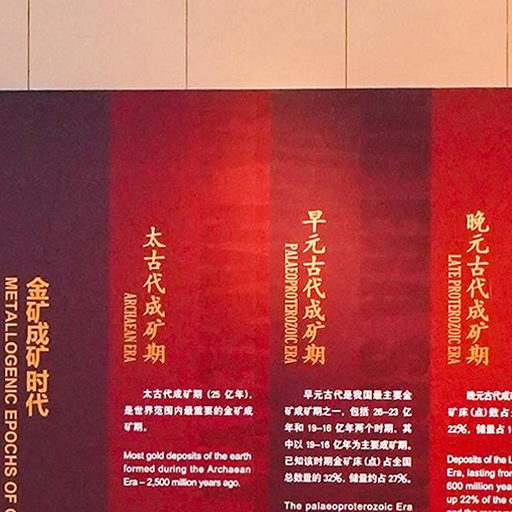 金矿成矿时代
METALLOGENIC EPOCHS OF
太古代成矿期
ARCHAEAN ERA
太古代成矿期（25 亿年），
是世界范围内最重要的金矿成
矿期。
Most gold deposits of the earth
formed during the Archaean
Era – 2,500 million years ago.
早元古代成矿期
PALAEOPROTEROZOIC ERA
早元古代是我国最主要金
矿成矿期之一，包括 26–23 亿
年和 19–16 亿年两个时期，其
中以 19–16 亿年为主要成矿期。
已知该时期金矿床（点）占全国
总数量的 32%，储量约占 27%。
The palaeoproterozoic Era
晚元古代成矿期
LATE PROTEROZOIC ERA
晚元古代成
矿床（点）数占
22%，储量占
Deposits of the
Era, lasting from
600 million yea
up 22% of the